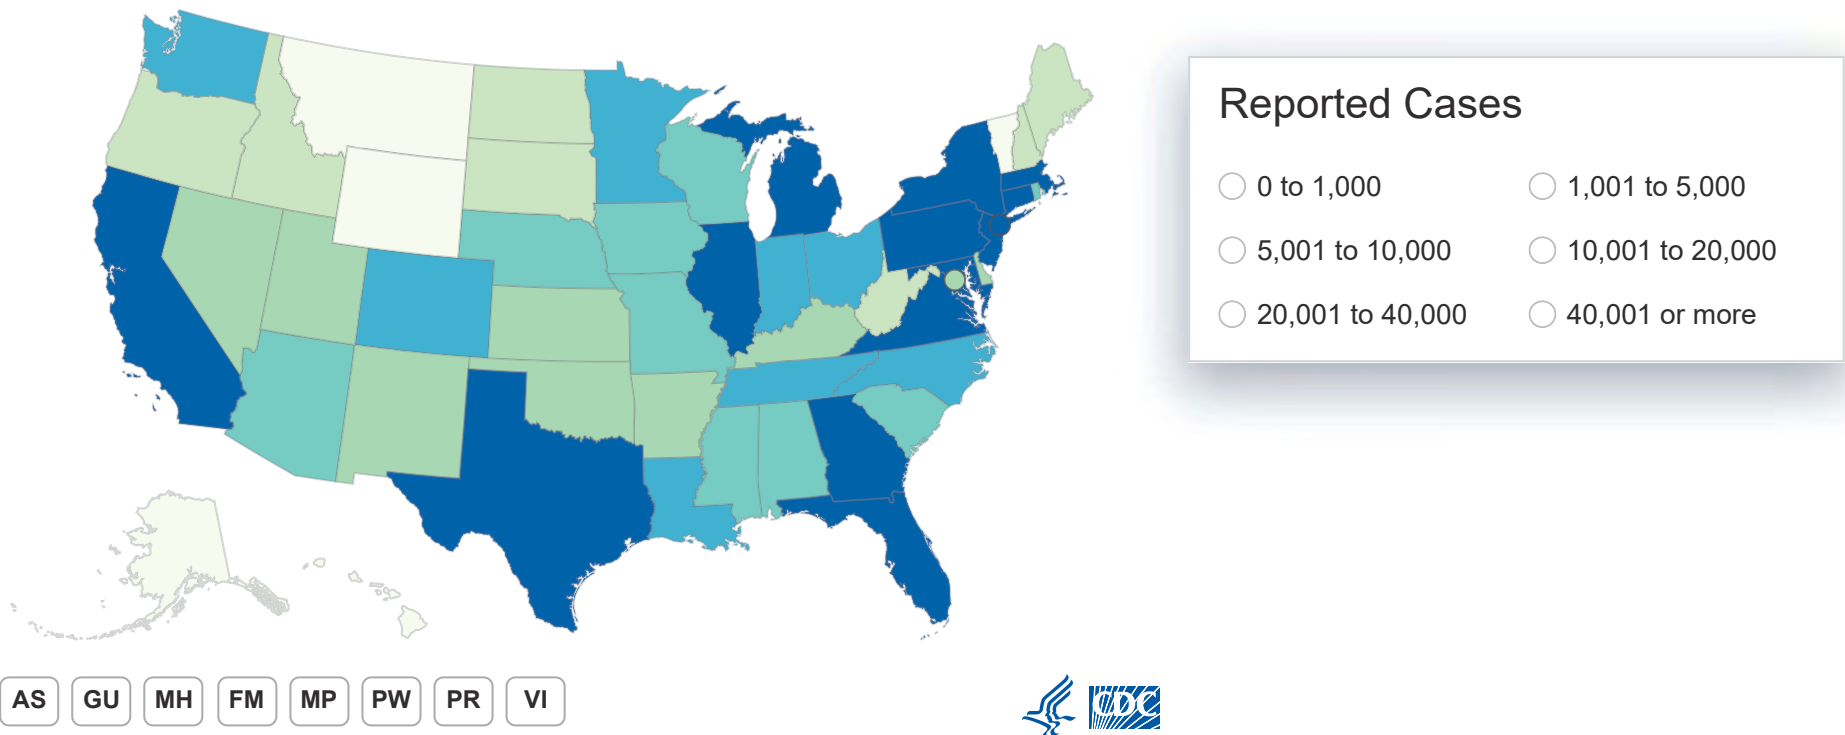 Reported Cases
0 to 1,000
1,001 to 5,000
5,001 to 10,000
10,001 to 20,000
20,001 to 40,000
40,001 or more
AS GU MH FM MP PW PR VI
CDC